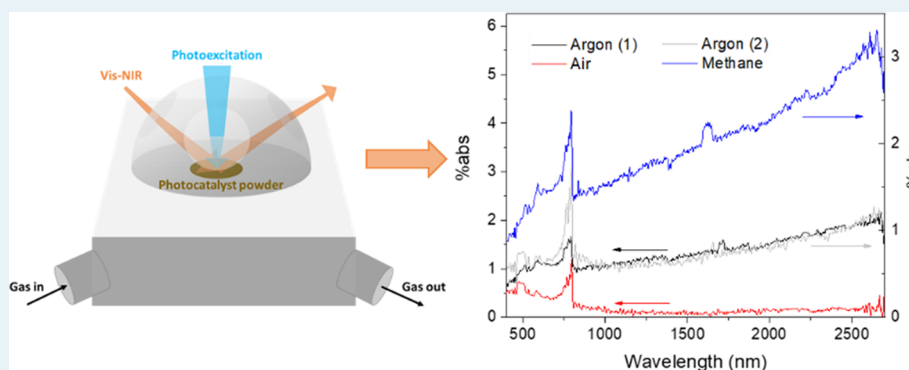 Photoexcitation
Vis-NIR
Photocatalyst powder
Gas in
Gas out
Argon (1)
Argon (2)
Air
Methane
%abs
6
5
4
3
2
1
0
3
2
1
0
500
1000
1500
2000
2500
Wavelength (nm)